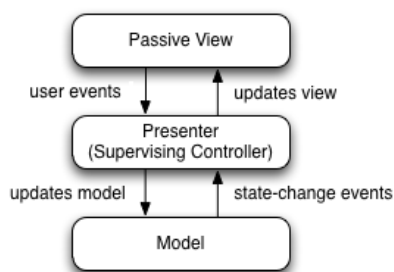 Passive View
user events
updates view
Presenter
(Supervising Controller)
updates model
state-change events
Model